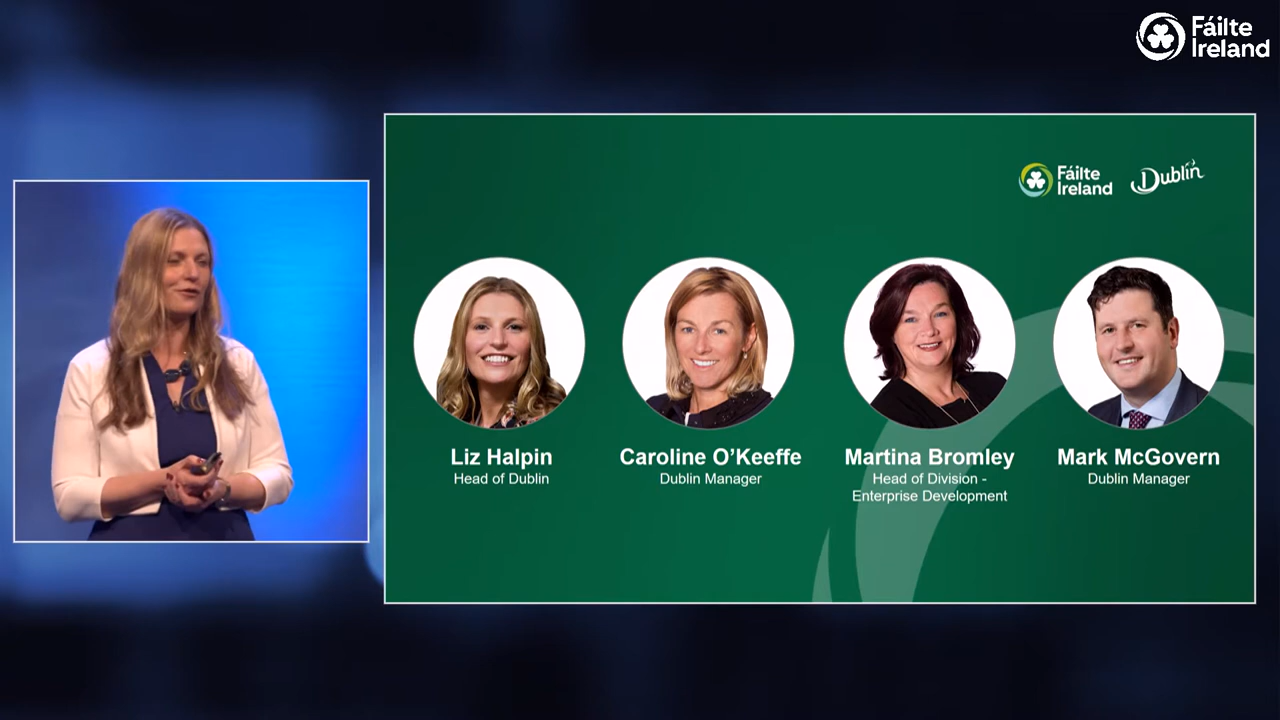 Fáilte
Ireland
Fáilte
Ireland
Dublin
Liz Halpin
Head of Dublin
Caroline O’Keeffe
Dublin Manager
Martina Bromley
Head of Division -
Enterprise Development
Mark McGovern
Dublin Manager